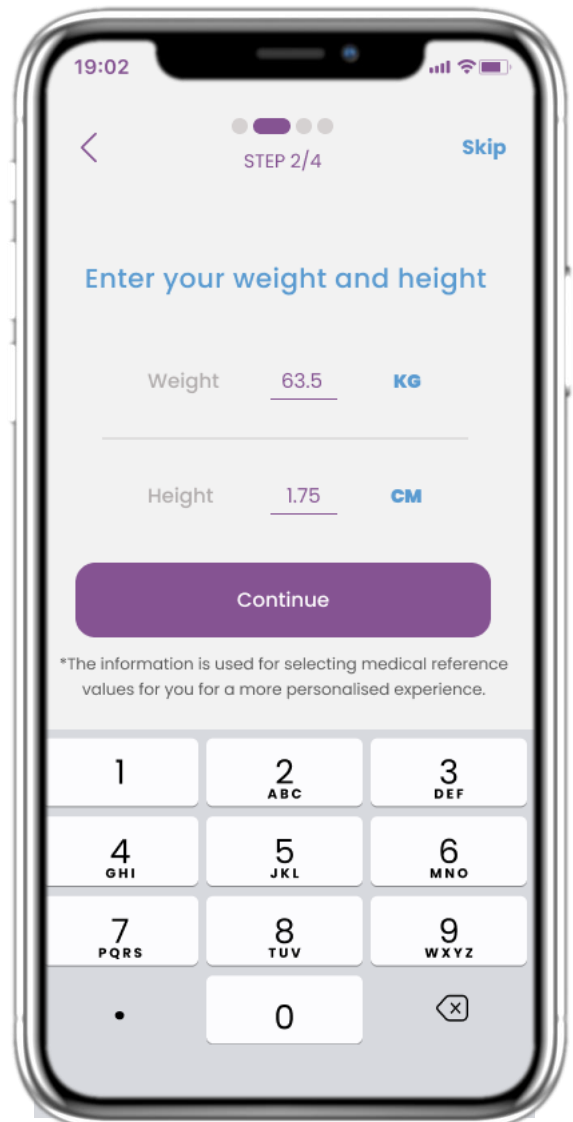 19:02
STEP 2/4
Skip
Enter your weight and height
Weight 63.5 KG
Height 1.75 CM
Continue
*The information is used for selecting medical reference
values for you for a more personalised experience.
1 2 3
ABC DEF
4 5 6
GHI JKL MNO
7 8 9
PQRS TUV WXYZ
. 0